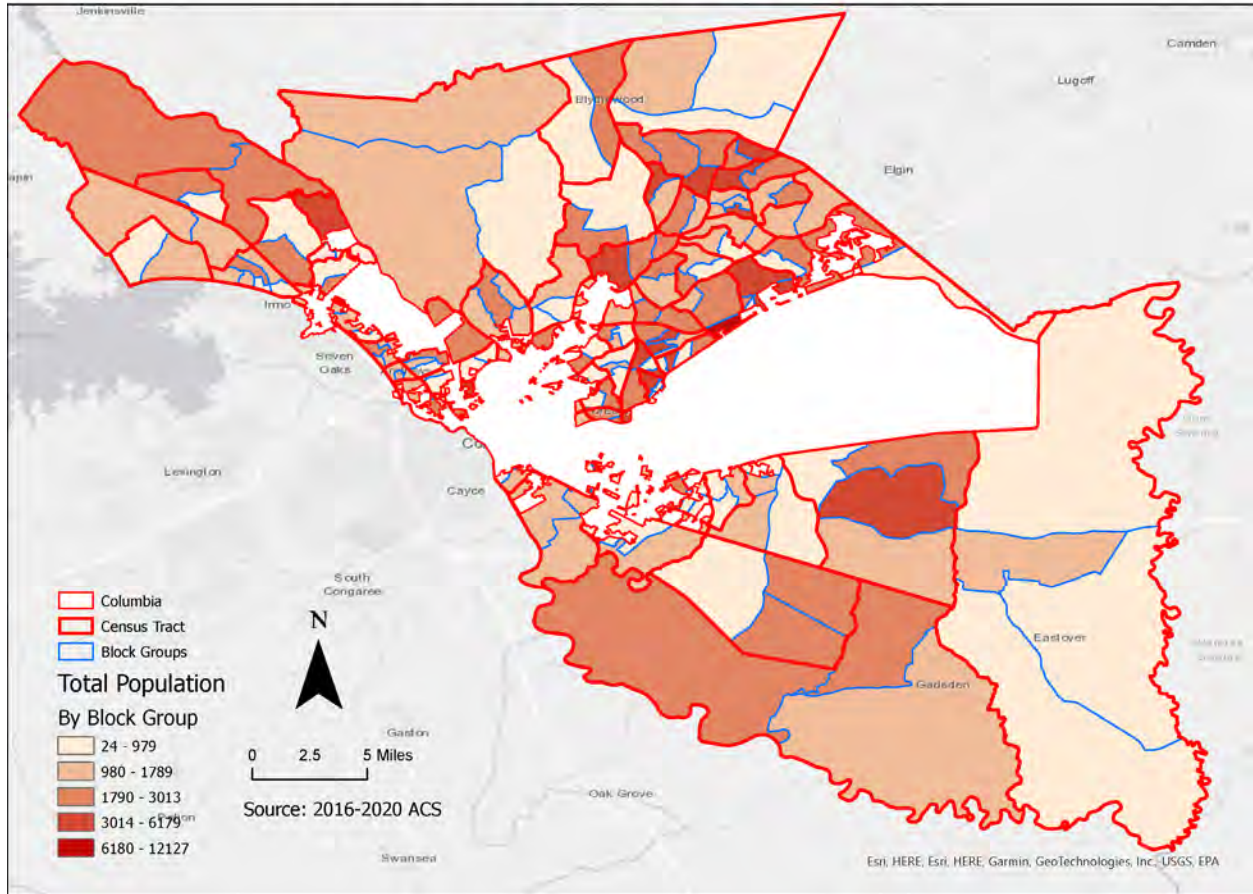 Jenkinsville
Camden
Lugoff
Blythewood
Elgin
apin
Irmo
Seven
Oaks
Co
Lexington
Cayce
South
Congaree
Eastover
Gadsden
Columbia
Census Tract
Block Groups
N
Total Population
By Block Group
24 - 979
980 - 1789
1790 - 3013
3014 - 6179
6180 - 12127
0 2.5 5 Miles
Source: 2016-2020 ACS
Gaston
Oak Grove
Swansea
Esri, HERE, Esri, HERE, Garmin, GeoTechnologies, Inc., USGS, EPA